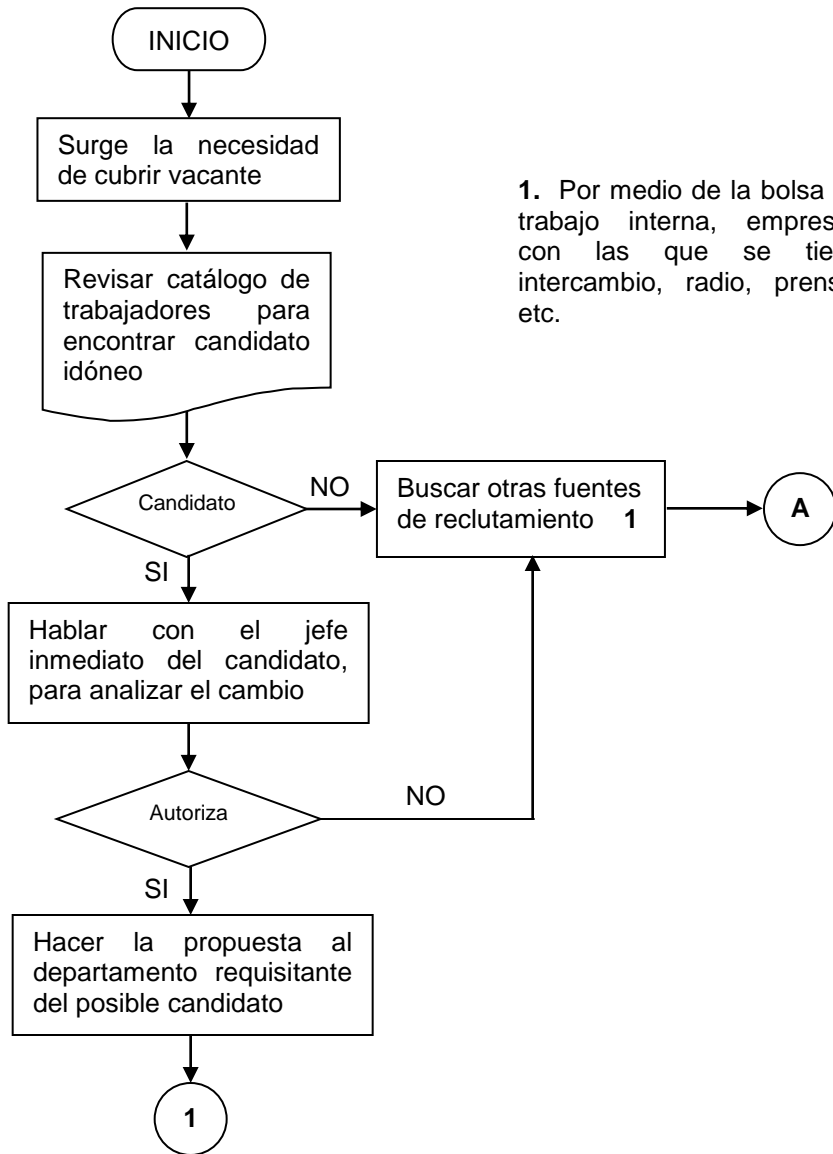 INICIO
Surge la necesidad
de cubrir vacante
1. Por medio de la bolsa
trabajo interna,
con las que se
intercambio, radio,
etc.
Revisar catálogo de
trabajadores para
encontrar candidato
idóneo
Candidato
NO
Buscar otras fuentes
de reclutamiento 1
A
SI
Hablar con el jefe
inmediato del candidato,
para analizar el cambio
Autoriza
NO
SI
Hacer la propuesta al
departamento requisitante
del posible candidato
1